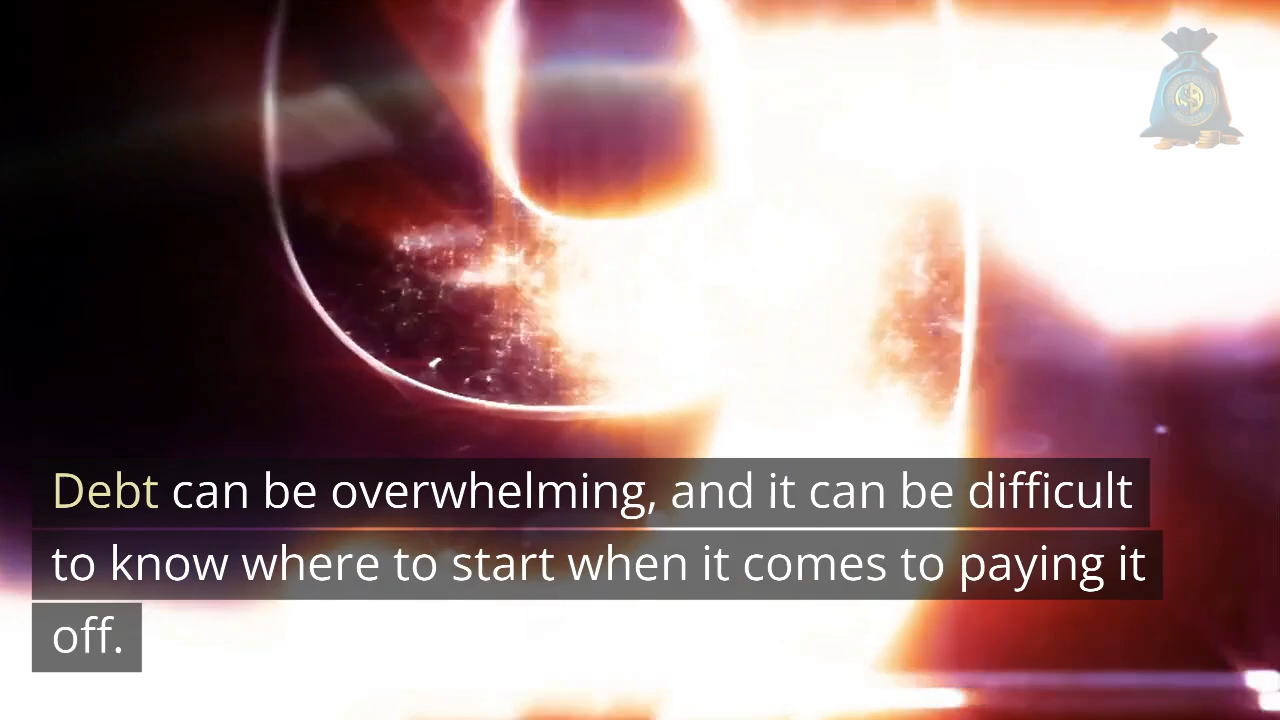 Debt can be overwhelming, and it can be difficult
to know where to start when it comes to paying it
off.